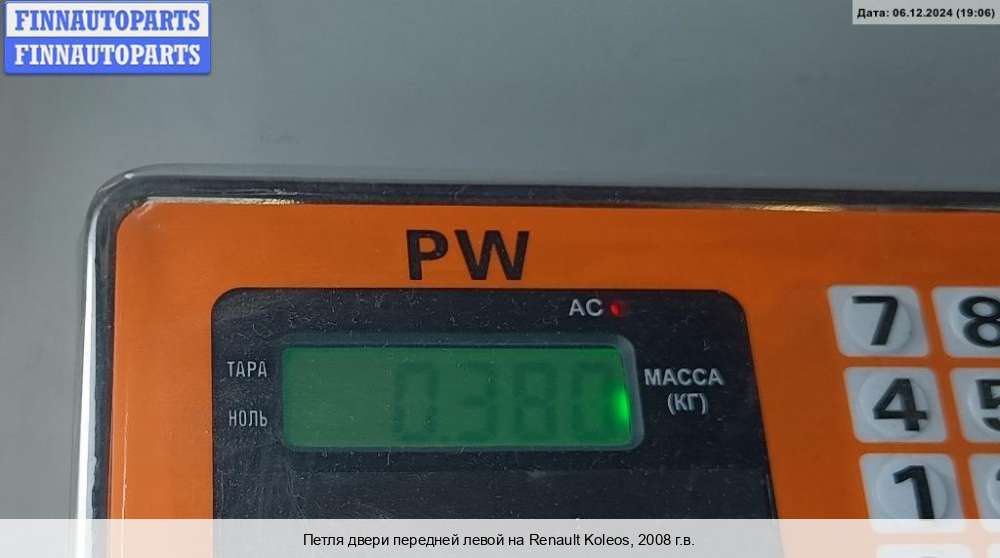 FINNAUTOPARTS
FINNAUTOPARTS
Дата: 06.12.2024 (19:06)
PW
AC
ТАРА
НОЛЬ
0.380
МАССА
(КГ)
7 8
4 5
1
Петля двери передней левой на Renault Koleos, 2008 г.в.